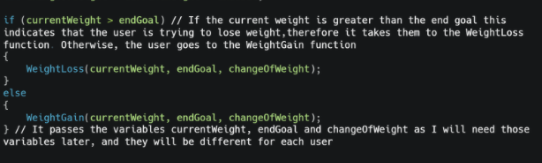 if (currentWeight > endGoal) // If the current weight is greater than the end goal this
indicates that the user is trying to lose weight,therefore it takes them to the WeightLoss
function. Otherwise, the user goes to the WeightGain function
{
    WeightLoss(currentWeight, endGoal, changeOfWeight);
}
else
{
    WeightGain(currentWeight, endGoal, changeOfWeight);
} // It passes the variables currentWeight, endGoal and changeOfWeight as I will need those
variables later, and they will be different for each user